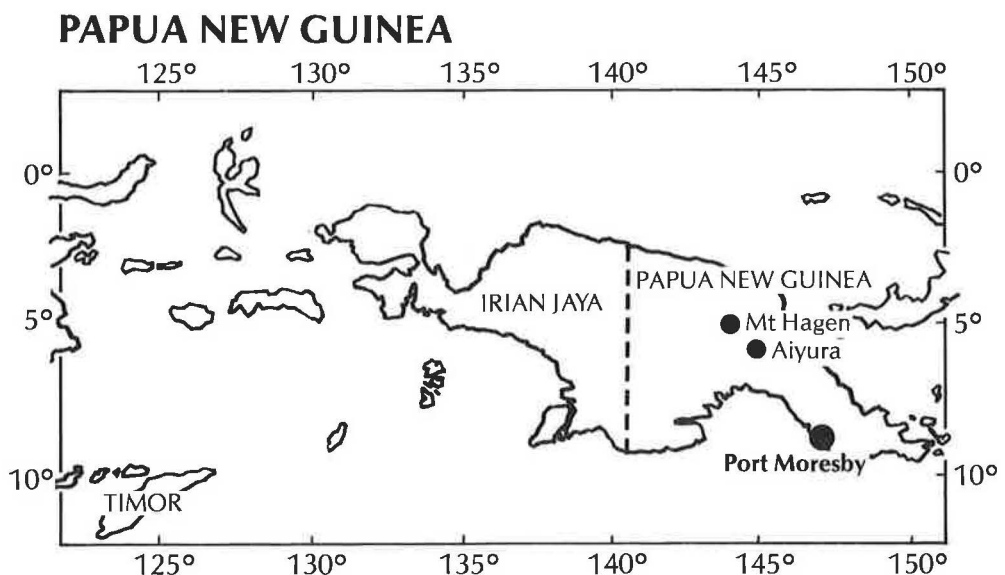 PAPUA NEW GUINEA
125° 130° 135° 140° 145° 150°
0° 0°
PAPUA NEW GUINEA
IRIAN JAYA
5° Mt Hagen 5°
Aiyura
Port Moresby
10° 10°
TIMOR
125° 130° 135° 140° 145° 150°